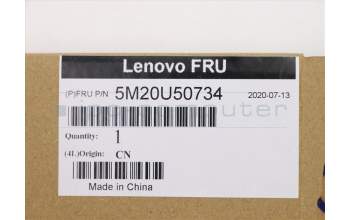 Lenovo FRU
(P)FRU P/N 5M20U50734 2020-07-13
Quantity: 1
(4L)Origin: CN
Made in China